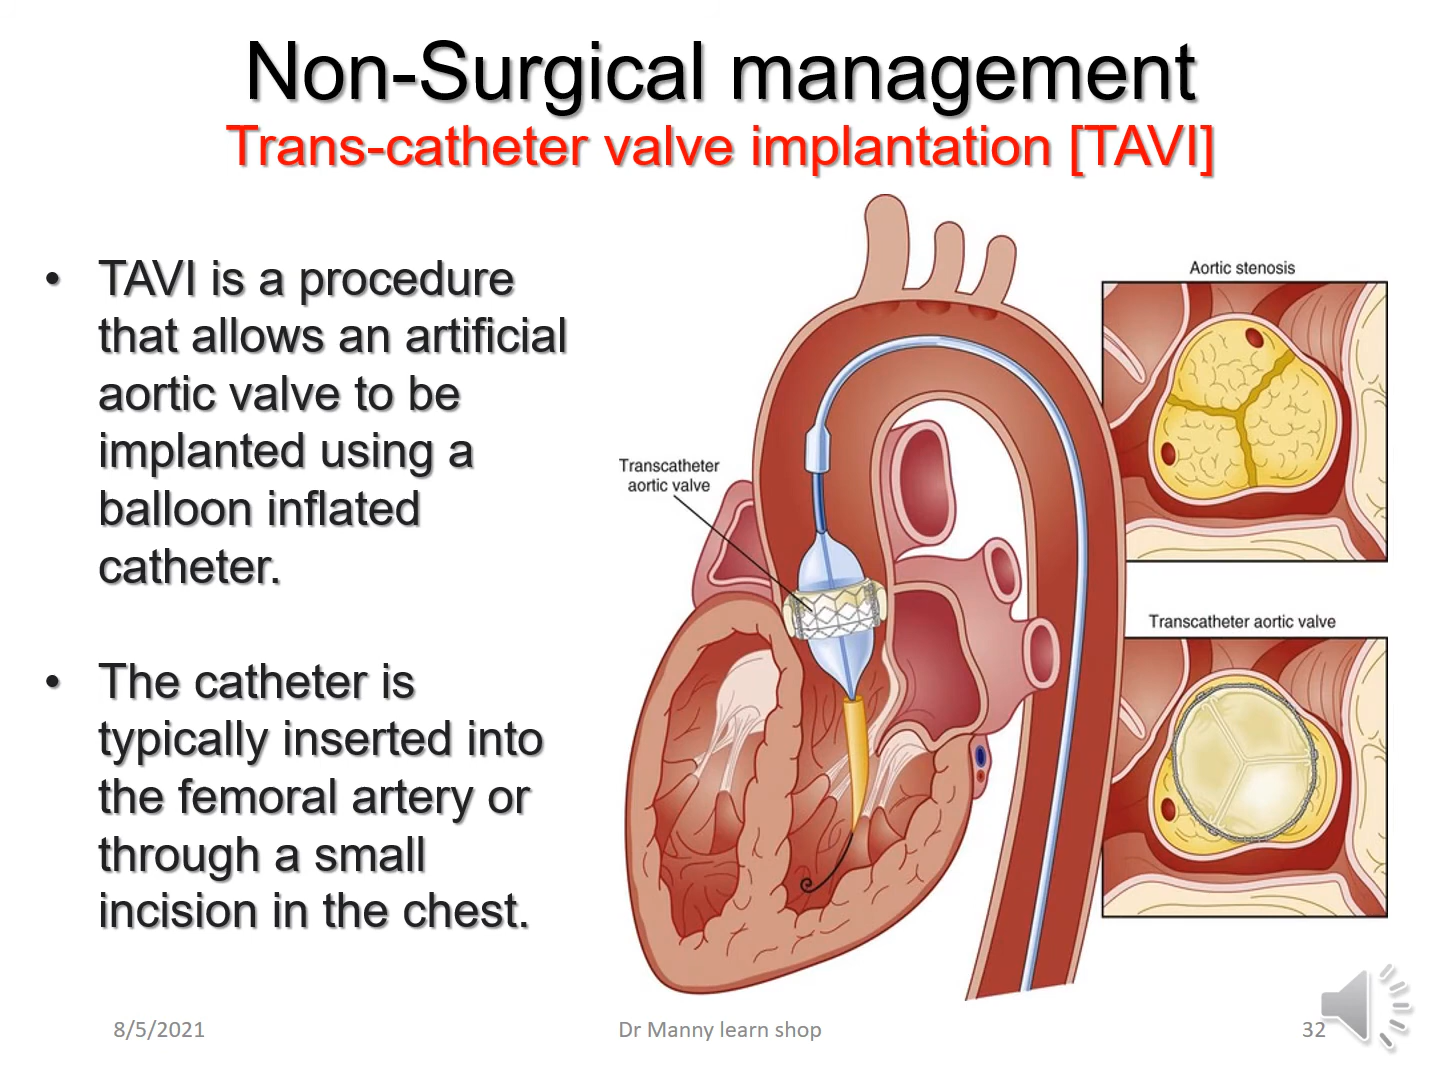 Non-Surgical management
Trans-catheter valve implantation [TAVI]
• TAVI is a procedure
that allows an artificial
aortic valve to be
implanted using a
balloon inflated
catheter.
• The catheter is
typically inserted into
the femoral artery or
through a small
incision in the chest.
Transcatheter
aortic valve
Aortic stenosis
Transcatheter aortic valve
8/5/2021
Dr Manny learn shop
32